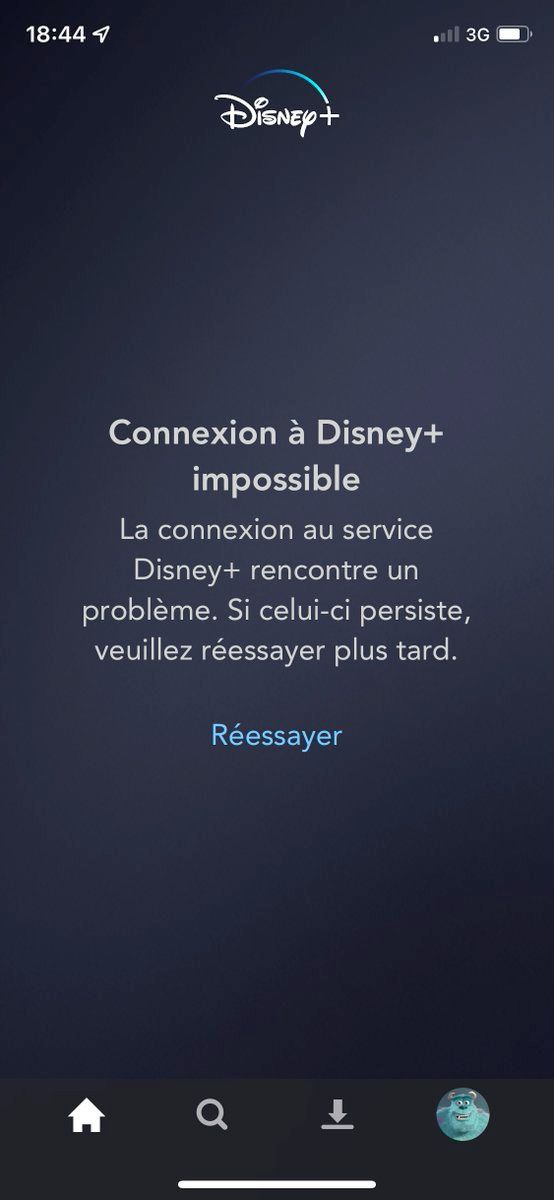 18:44
3G
Disney+
Connexion à Disney+
impossible
La connexion au service
Disney+ rencontre un
problème. Si celui-ci persiste,
veuillez réessayer plus tard.
Réessayer